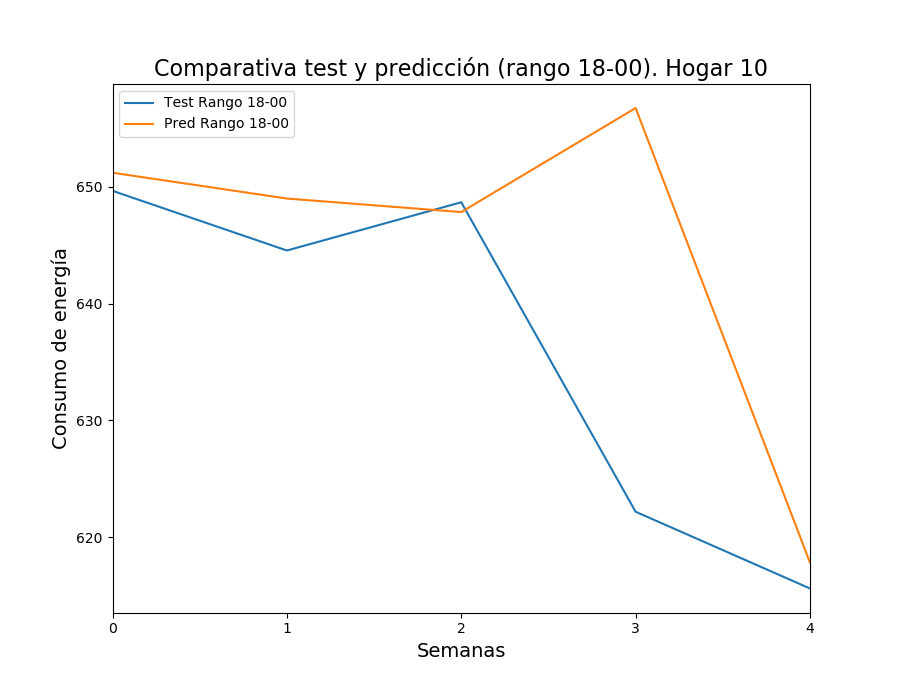 Comparativa test y predicción (rango 18-00). Hogar 10
Test Rango 18-00
Pred Rango 18-00
650
640
630
620
Consumo de energía
0 1 2 3 4
Semanas